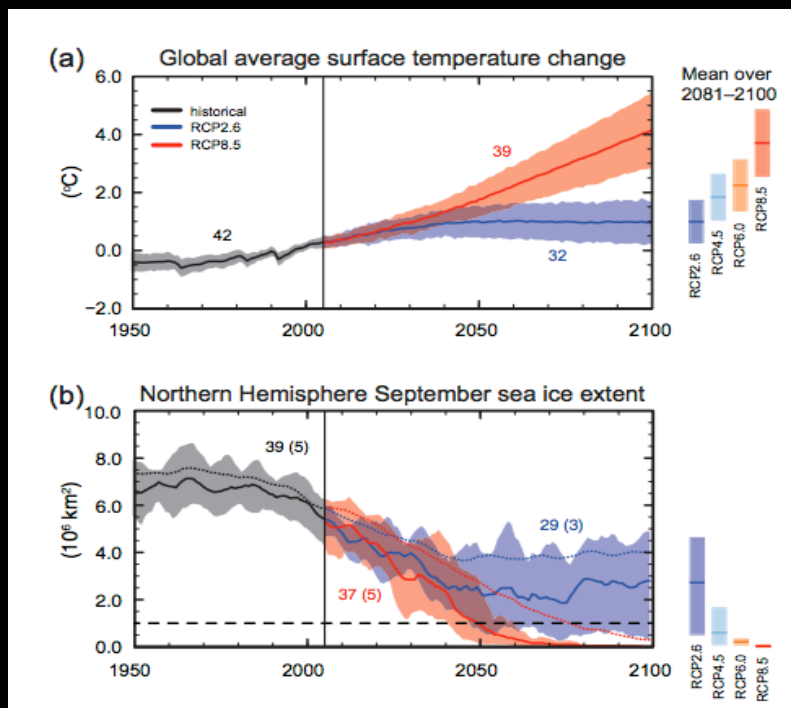 (a) Global average surface temperature change
6.0
4.0
2.0
0.0
−2.0
(°C)
historical
RCP2.6
RCP8.5
42
39
32
1950 2000 2050 2100
Mean over
2081–2100
RCP2.6
RCP4.5
RCP6.0
RCP8.5
(b) Northern Hemisphere September sea ice extent
10.0
8.0
6.0
4.0
2.0
0.0
(10⁶ km²)
39 (5)
29 (3)
37 (5)
1950 2000 2050 2100
RCP2.6
RCP4.5
RCP6.0
RCP8.5